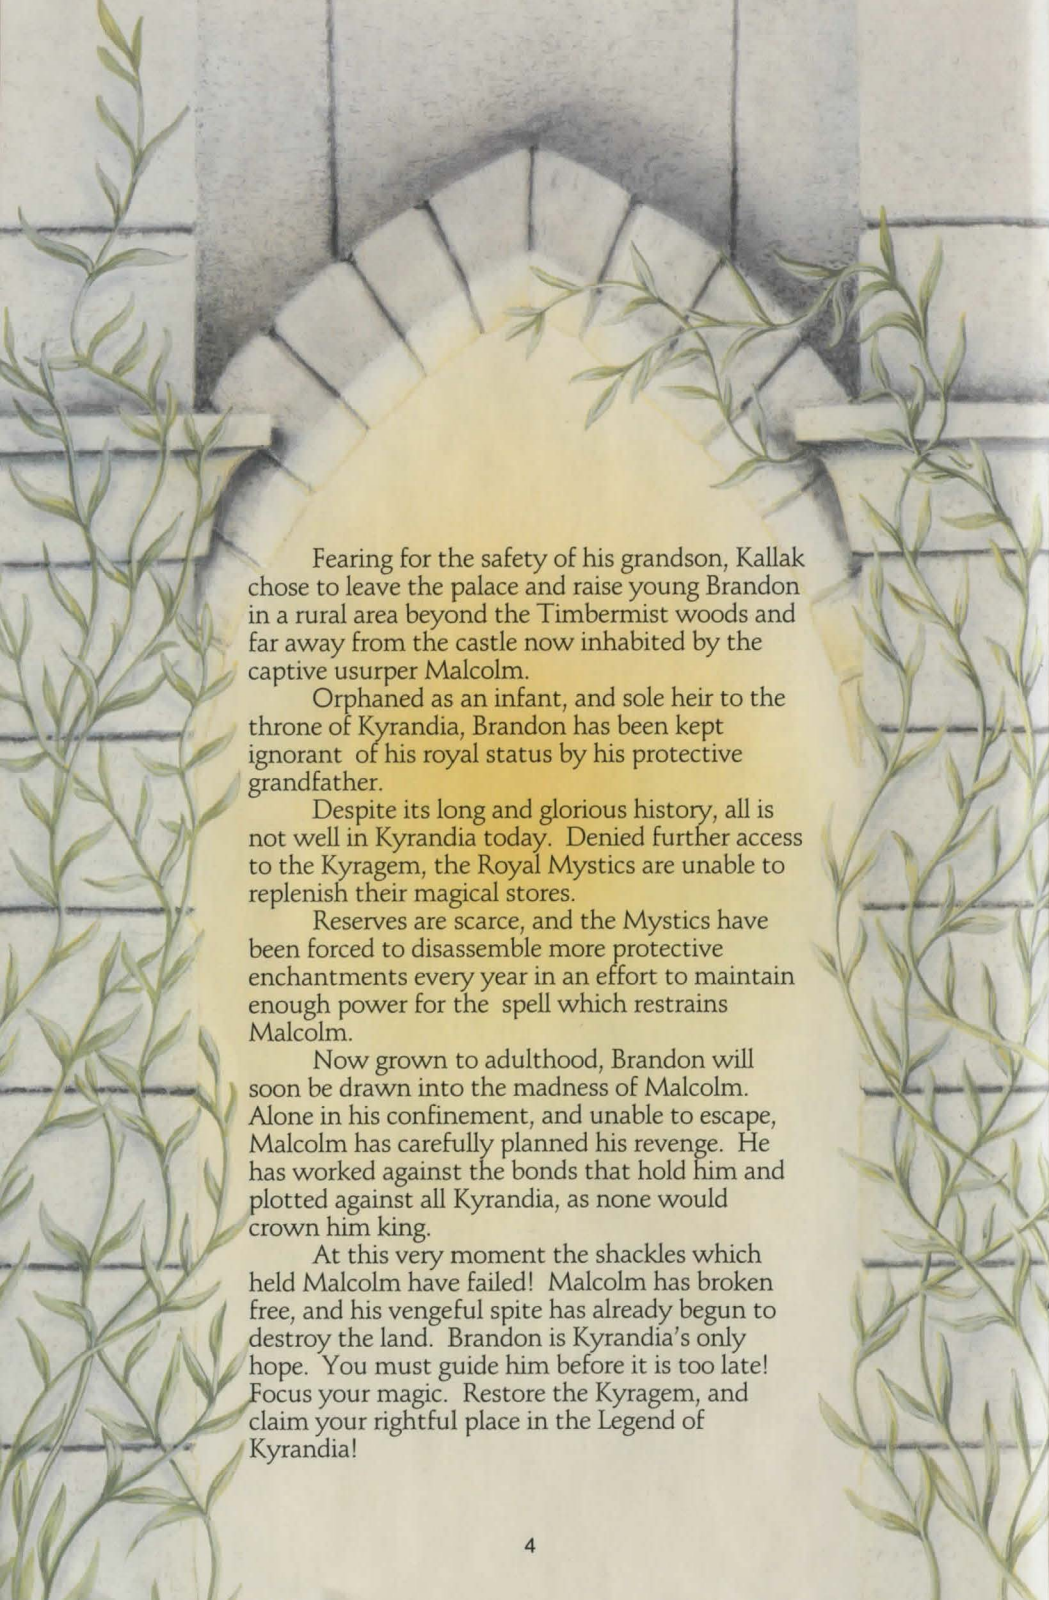 Fearing for the safety of his grandson, Kallak
chose to leave the palace and raise young Brandon
in a rural area beyond the Timbermist woods and
far away from the castle now inhabited by the
captive usurper Malcolm.
Orphaned as an infant, and sole heir to the
throne of Kyrandia, Brandon has been kept
ignorant of his royal status by his protective
grandfather.
Despite its long and glorious history, all is
not well in Kyrandia today. Denied further access
to the Kyragem, the Royal Mystics are unable to
replenish their magical stores.
Reserves are scarce, and the Mystics have
been forced to disassemble more protective
enchantments every year in an effort to maintain
enough power for the spell which restrains
Malcolm.
Now grown to adulthood, Brandon will
soon be drawn into the madness of Malcolm.
Alone in his confinement, and unable to escape,
Malcolm has carefully planned his revenge. He
has worked against the bonds that hold him and
plotted against all Kyrandia, as none would
crown him king.
At this very moment the shackles which
held Malcolm have failed! Malcolm has broken
free, and his vengeful spite has already begun to
destroy the land. Brandon is Kyrandia's only
hope. You must guide him before it is too late!
Focus your magic. Restore the Kyragem, and
claim your rightful place in the Legend of
Kyrandia!
4